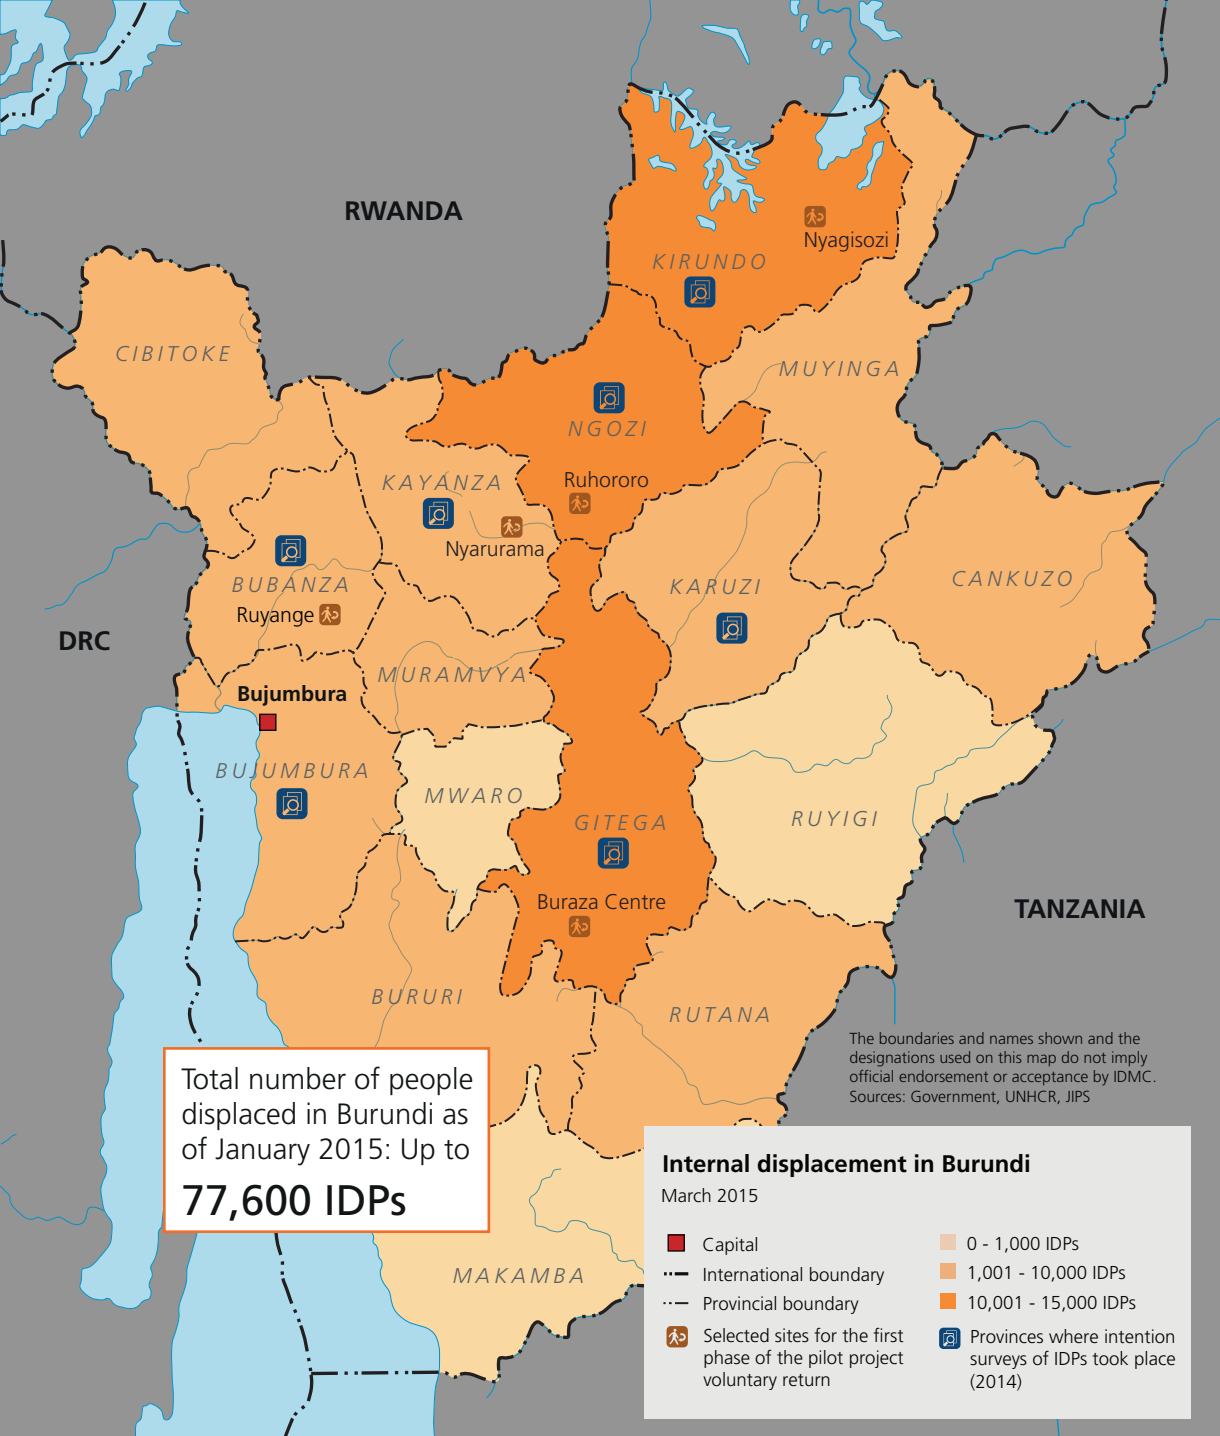 RWANDA
Nyagisozi
KIRUNDO
CIBITOKE
MUYINGA
NGOZI
Ruhororo
KAYANZA
Nyarurama
BUBANZA
Ruyange
KARUZI
CANKUZO
DRC
MURAMVYA
Bujumbura
BUJUMBURA
MWARO
GITEGA
RUYIGI
Buraza Centre
TANZANIA
BURURI
RUTANA
The boundaries and names shown and the
designations used on this map do not imply
official endorsement or acceptance by IDMC.
Sources: Government, UNHCR, JIPS
Total number of people
displaced in Burundi as
of January 2015: Up to
77,600 IDPs
MAKAMBA
Internal displacement in Burundi
March 2015
Capital
International boundary
Provincial boundary
Selected sites for the first
phase of the pilot project
voluntary return
0 - 1,000 IDPs
1,001 - 10,000 IDPs
10,001 - 15,000 IDPs
Provinces where intention
surveys of IDPs took place
(2014)